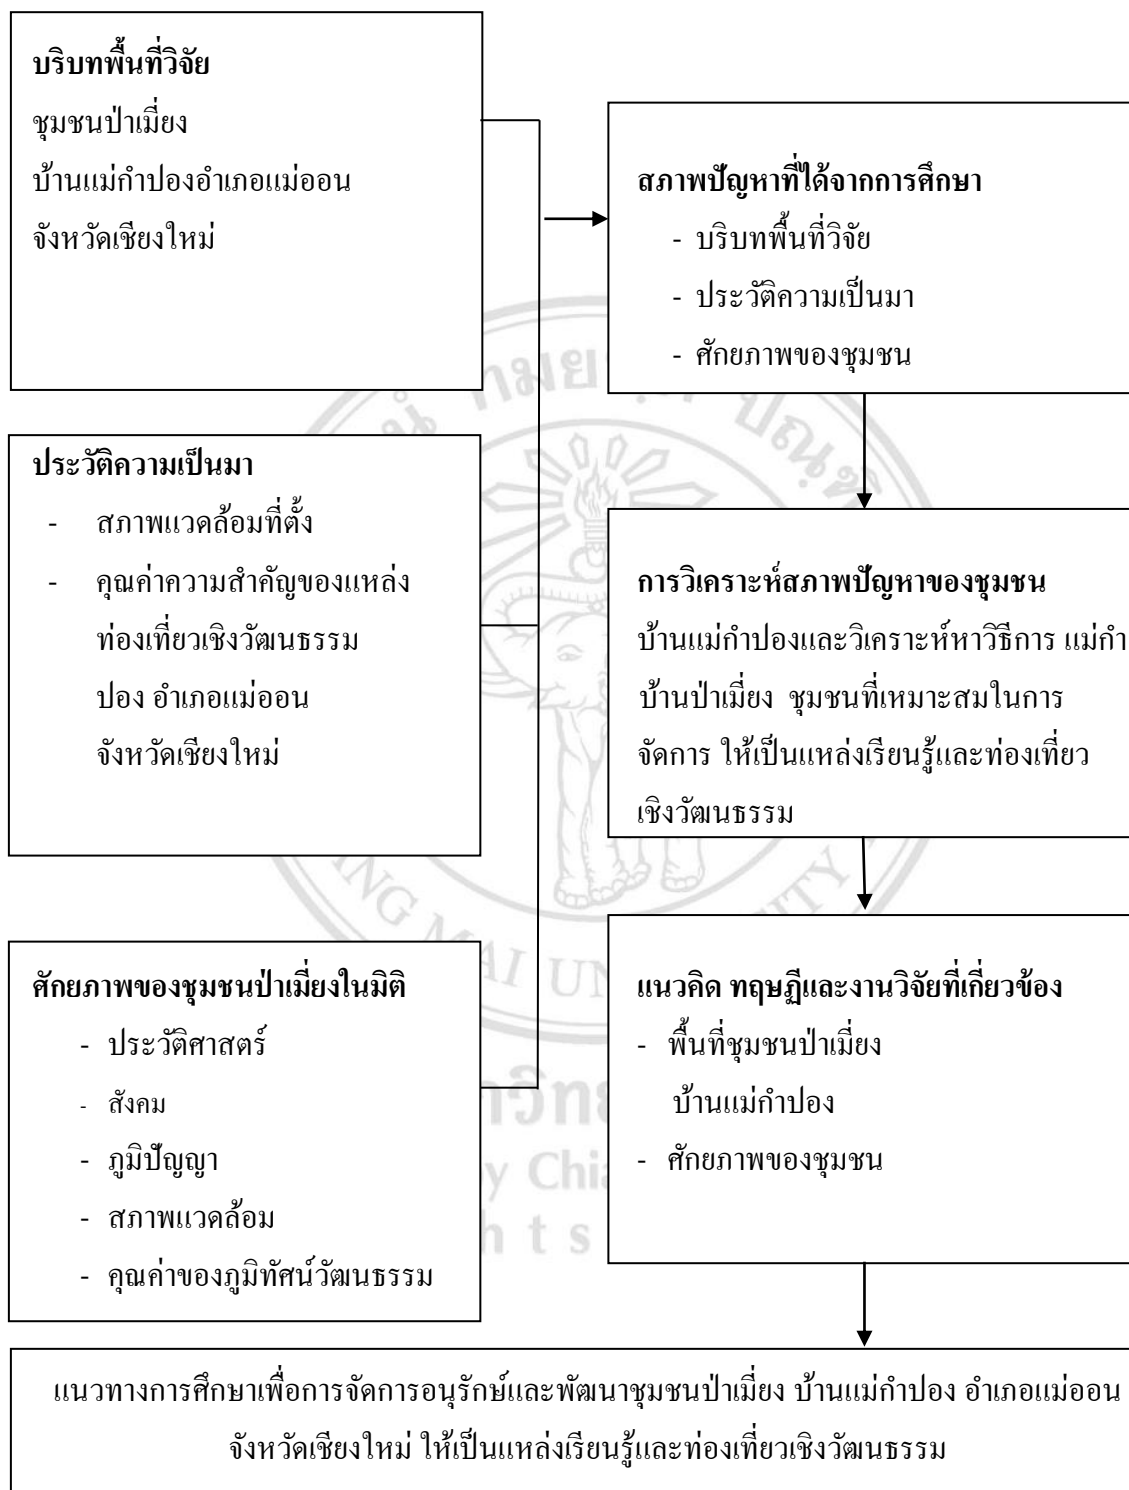 บริบทพื้นที่วิจัย
ชุมชนป่าเมี่ยง
บ้านแม่กำปองอำเภอแม่ออน
จังหวัดเชียงใหม่
ประวัติความเป็นมา
- สภาพแวดล้อมที่ตั้ง
- คุณค่าความสำคัญของแหล่ง
ท่องเที่ยวเชิงวัฒนธรรม
ปอง อำเภอแม่ออน
จังหวัดเชียงใหม่
ศักยภาพของชุมชนป่าเมี่ยงในมิติ
- ประวัติศาสตร์
- สังคม
- ภูมิปัญญา
- สภาพแวดล้อม
- คุณค่าของภูมิทัศน์วัฒนธรรม
สภาพปัญหาที่ได้จากการศึกษา
- บริบทพื้นที่วิจัย
- ประวัติความเป็นมา
- ศักยภาพของชุมชน
การวิเคราะห์สภาพปัญหาของชุมชน
บ้านแม่กำปองและวิเคราะห์หาวิธีการ แม่กำ
บ้านป่าเมี่ยง ชุมชนที่เหมาะสมในการ
จัดการ ให้เป็นแหล่งเรียนรู้และท่องเที่ยว
เชิงวัฒนธรรม
แนวคิด ทฤษฎีและงานวิจัยที่เกี่ยวข้อง
- พื้นที่ชุมชนป่าเมี่ยง
บ้านแม่กำปอง
- ศักยภาพของชุมชน
แนวทางการศึกษาเพื่อการจัดการอนุรักษ์และพัฒนาชุมชนป่าเมี่ยง บ้านแม่กำปอง อำเภอแม่ออน
จังหวัดเชียงใหม่ ให้เป็นแหล่งเรียนรู้และท่องเที่ยวเชิงวัฒนธรรม